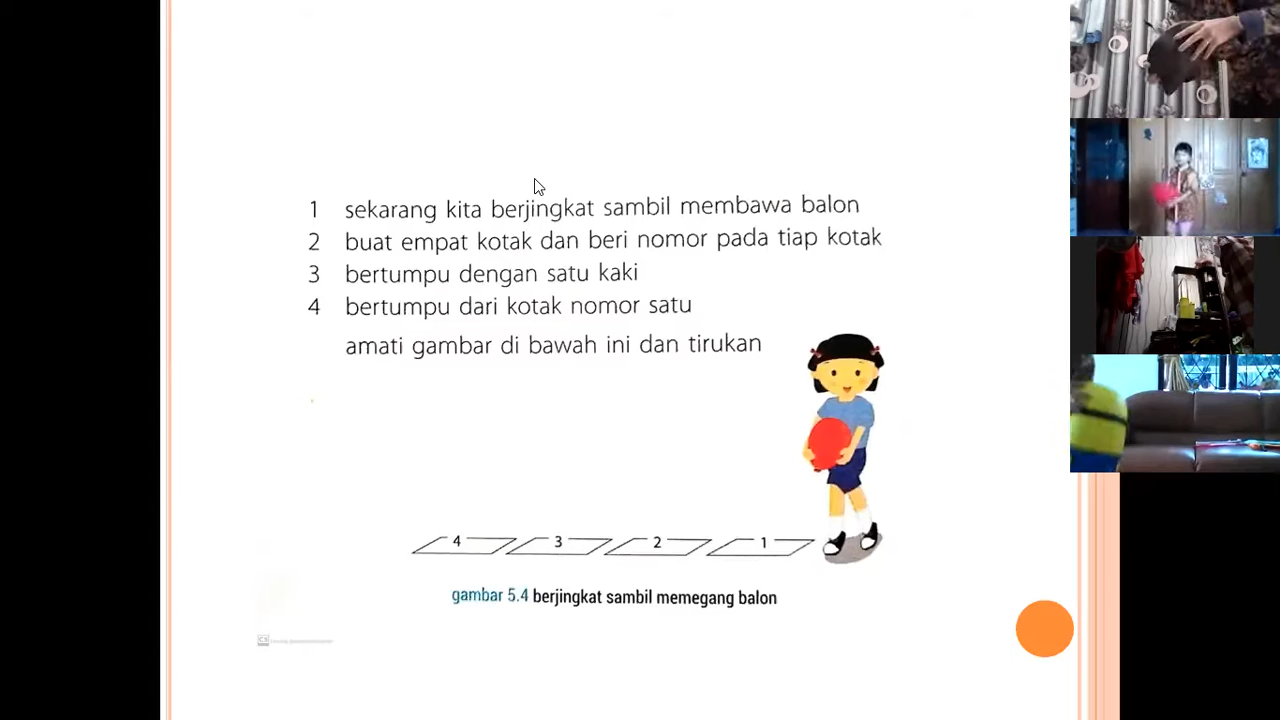 1 sekarang kita berjingkat sambil membawa balon
2 buat empat kotak dan beri nomor pada tiap kotak
3 bertumpu dengan satu kaki
4 bertumpu dari kotak nomor satu
amati gambar di bawah ini dan tirukan
4 3 2 1
gambar 5.4 berjingkat sambil memegang balon
CS